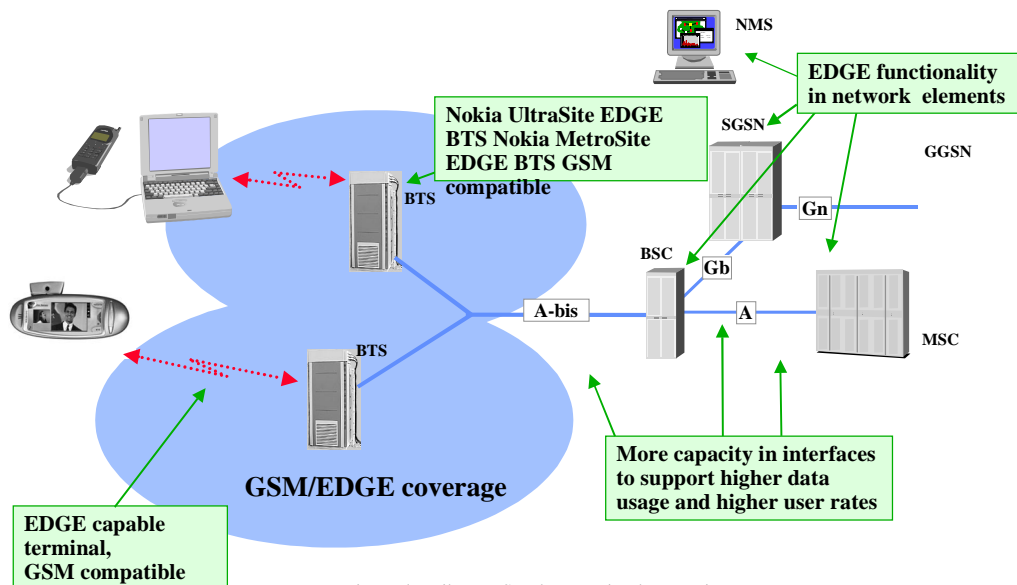 NMS
EDGE functionality
in network elements
Nokia UltraSite EDGE
BTS Nokia MetroSite
EDGE BTS GSM
compatible
SGSN
GGSN
BTS
Gn
BSC
Gb
A-bis
A
MSC
BTS
More capacity in interfaces
to support higher data
usage and higher user rates
GSM/EDGE coverage
EDGE capable
terminal,
GSM compatible